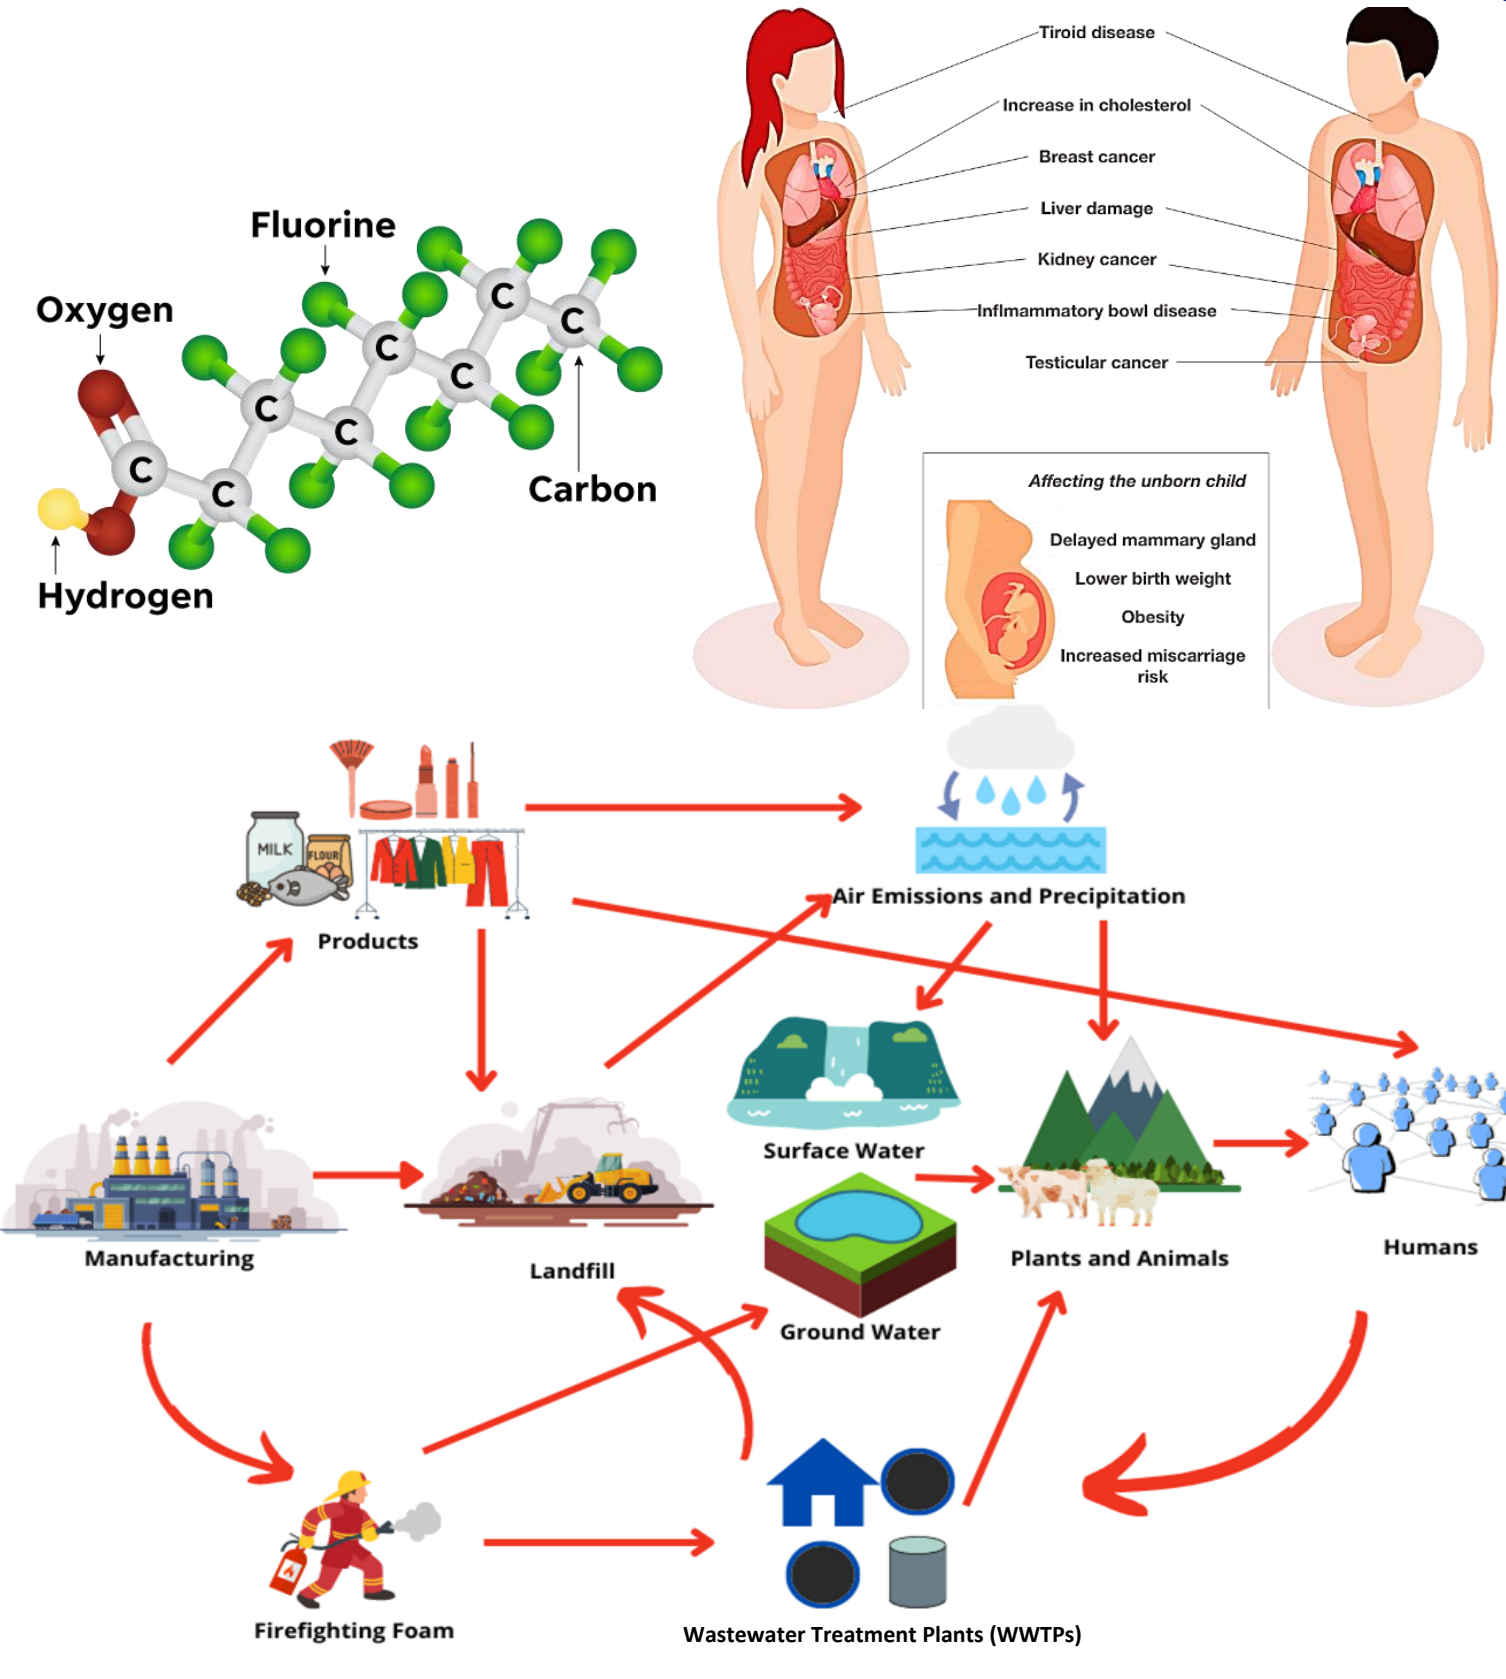 Fluorine
Oxygen
C
C
C
C
C
C
C
C
Carbon
Hydrogen
Tiroid disease
Increase in cholesterol
Breast cancer
Liver damage
Kidney cancer
Inflmammatory bowl disease
Testicular cancer
Affecting the unborn child
Delayed mammary gland
Lower birth weight
Obesity
Increased miscarriage
risk
MILK
FLOUR
Products
Air Emissions and Precipitation
Surface Water
Manufacturing
Landfill
Plants and Animals
Humans
Ground Water
Firefighting Foam
Wastewater Treatment Plants (WWTPs)